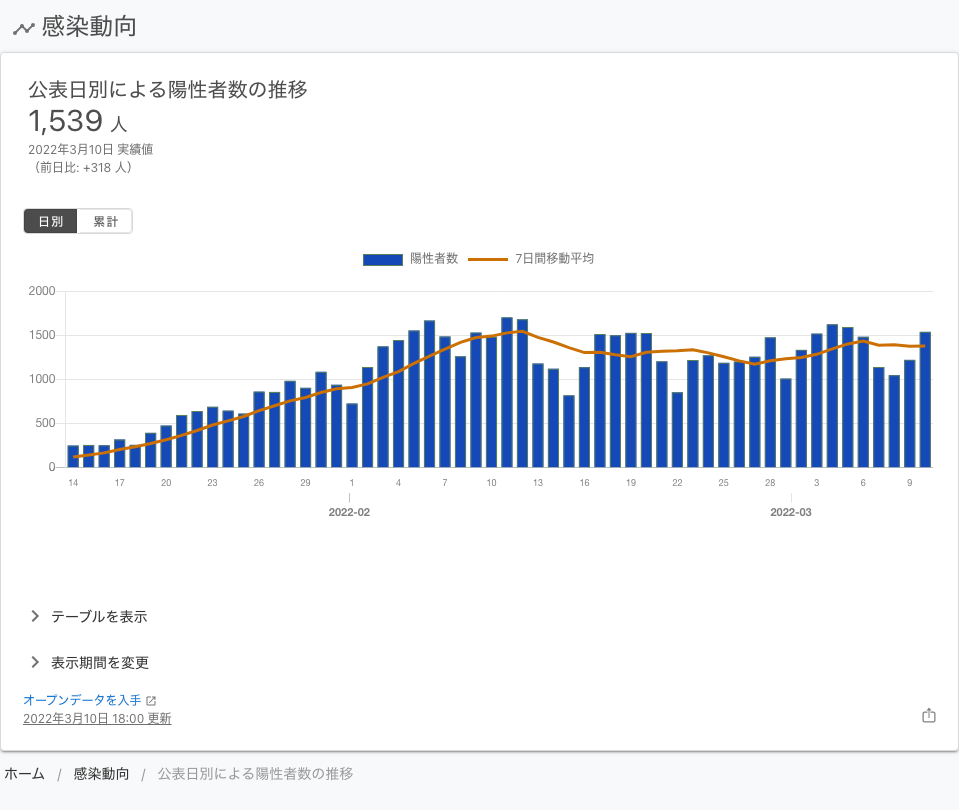 感染動向
公表日別による陽性者数の推移
1,539 人
2022年3月10日 実績値
（前日比: +318 人）
日別 累計
陽性者数 7日間移動平均
2000
1500
1000
500
0
14 17 20 23 26 29 1 4 7 10 13 16 19 22 25 28 3 6 9
2022-02 2022-03
テーブルを表示
表示期間を変更
オープンデータを入手
2022年3月10日 18:00 更新
ホーム / 感染動向 / 公表日別による陽性者数の推移